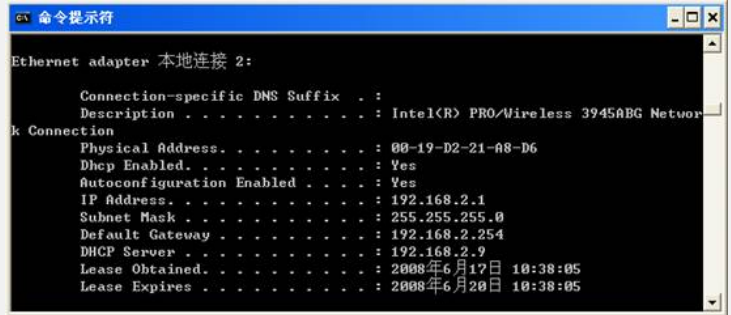 命令提示符
Ethernet adapter 本地连接 2:
Connection-specific DNS Suffix . :
Description . . . . . . . . . . . : Intel(R) PRO/Wireless 3945ABG Networ
k Connection
Physical Address. . . . . . . . . : 00-19-D2-21-A8-D6
Dhcp Enabled. . . . . . . . . . . : Yes
Autoconfiguration Enabled . . . . : Yes
IP Address. . . . . . . . . . . . : 192.168.2.1
Subnet Mask . . . . . . . . . . . : 255.255.255.0
Default Gateway . . . . . . . . . : 192.168.2.254
DHCP Server . . . . . . . . . . . : 192.168.2.9
Lease Obtained. . . . . . . . . . : 2008年6月17日 10:38:05
Lease Expires . . . . . . . . . . : 2008年6月20日 10:38:05